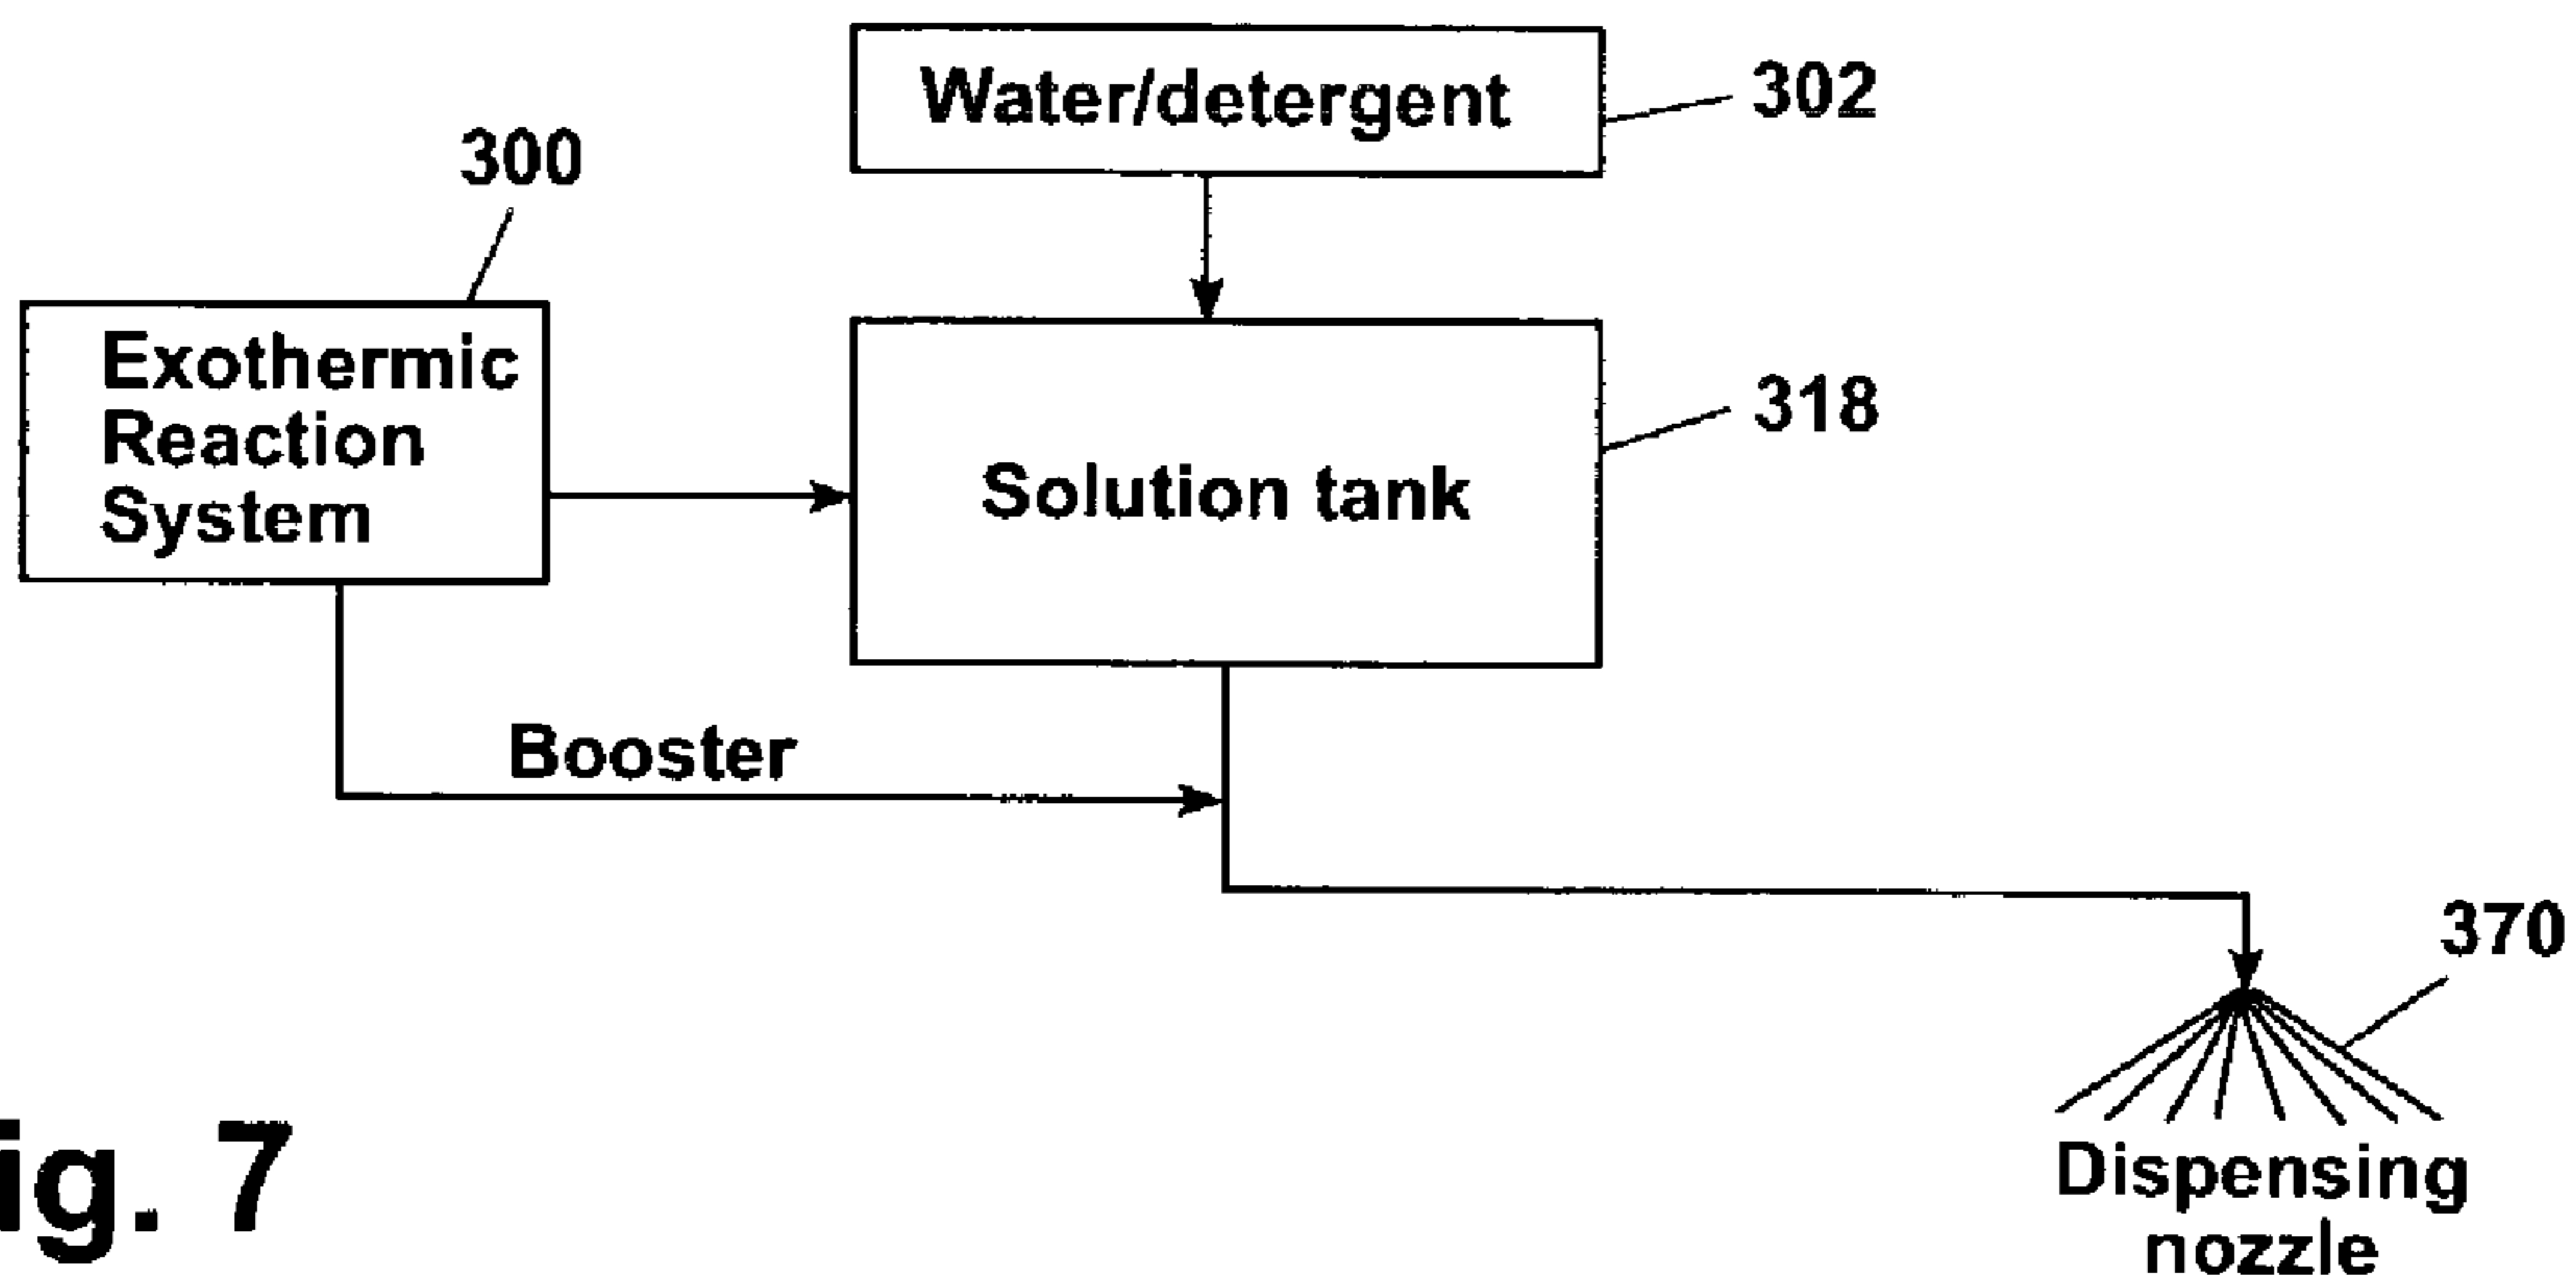 Water/detergent
302
300
Exothermic
Reaction
System
318
Solution tank
Booster
370
Dispensing
nozzle
ig. 7